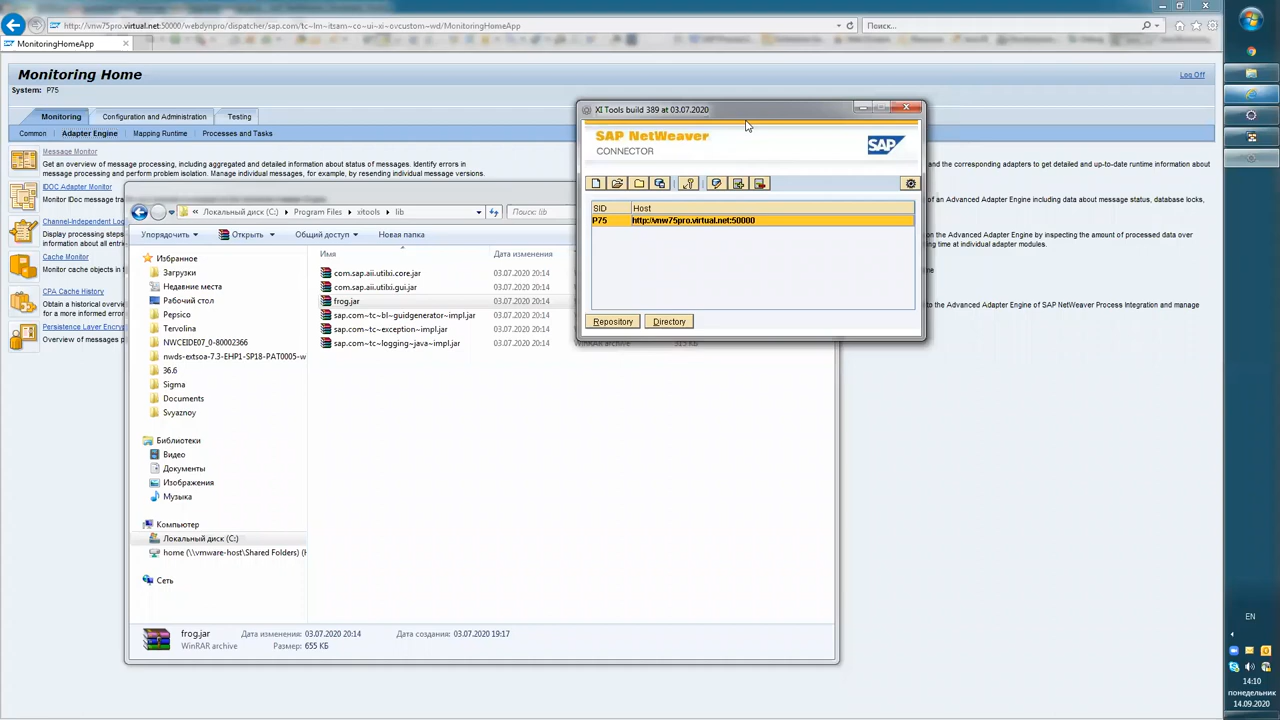 http://vnw75pro.virtual.net:50000/webdynpro/dispatcher/sap.com/tc~lm~itsam~co~ui~xi~ovcustom~wd/MonitoringHomeApp
Поиск...
MonitoringHomeApp
Monitoring Home
Log Off
System: P75
Monitoring
Configuration and Administration
Testing
Common
Adapter Engine
Mapping Runtime
Processes and Tasks
Message Monitor
Get an overview of message processing, including aggregated and detailed information about status of messages. Identify errors in
message processing and perform problem isolation. Manage individual messages, for example, by resending individual message versions.
IDOC Adapter Monitor
Monitor IDoc message tra
Channel-Independent Lo
Display processing steps
information about all entri
Cache Monitor
Monitor cache objects in t
CPA Cache History
Obtain a historical overvie
for a more informed error
Persistence Layer Encryp
Overview of messages p
and the corresponding adapters to get detailed and up-to-date runtime information
Advanced Adapter Engine, including data about message status, database locks,
n the Advanced Adapter Engine by inspecting the amount of processed data over
ing time at individual adapter modules.
to the Advanced Adapter Engine of SAP NetWeaver Process Integration and manage
XI Tools build 389 at 03.07.2020
SAP NetWeaver
CONNECTOR
SAP
SID
Host
P75
http://vnw75pro.virtual.net:50000
Repository
Directory
« Локальный диск (C:) ▸ Program Files ▸ xitools ▸ lib
Поиск: lib
Упорядочить
Открыть
Общий доступ
Новая папка
Имя
Дата изменения
Избранное
Загрузки
Недавние места
Рабочий стол
Pepsico
Tervolina
NWCEIDE07_0-80002366
nwds-extsoa-7.3-EHP1-SP18-PAT0005-w
36.6
Sigma
Documents
Svyaznoy
Библиотеки
Видео
Документы
Изображения
Музыка
Компьютер
Локальный диск (C:)
home (\\vmware-host\Shared Folders) (H
Сеть
com.sap.aii.utilxi.core.jar
03.07.2020 20:14
com.sap.aii.utilxi.gui.jar
03.07.2020 20:14
frog.jar
03.07.2020 20:14
sap.com~tc~bl~guidgenerator~impl.jar
03.07.2020 20:14
sap.com~tc~exception~impl.jar
03.07.2020 20:14
sap.com~tc~logging~java~impl.jar
03.07.2020 20:14
frog.jar
Дата изменения: 03.07.2020 20:14
Дата создания: 03.07.2020 19:17
WinRAR archive
Размер: 655 КБ
EN
14:10
понедельник
14.09.2020